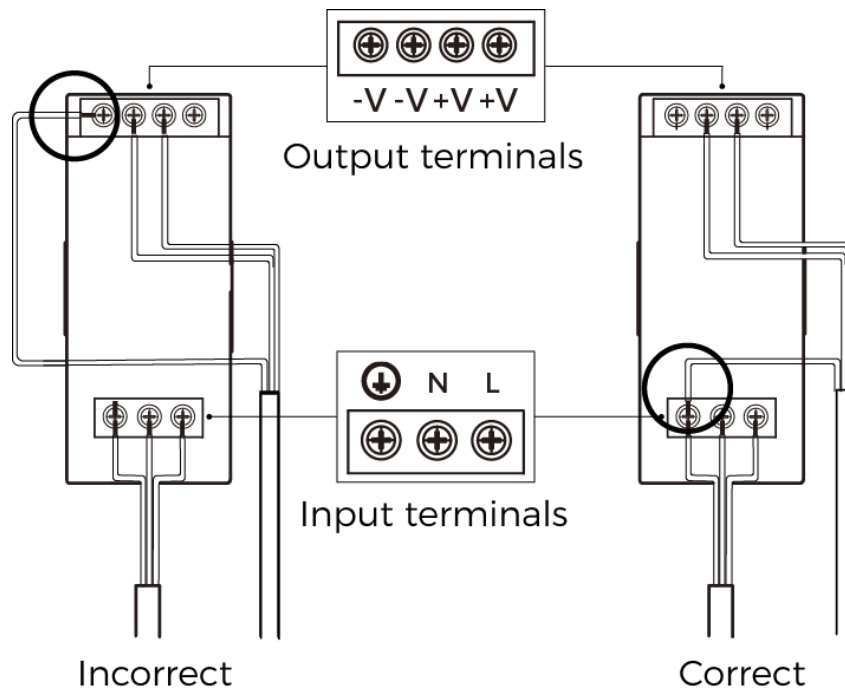 -V -V +V +V
Output terminals
N L
Input terminals
Incorrect
Correct